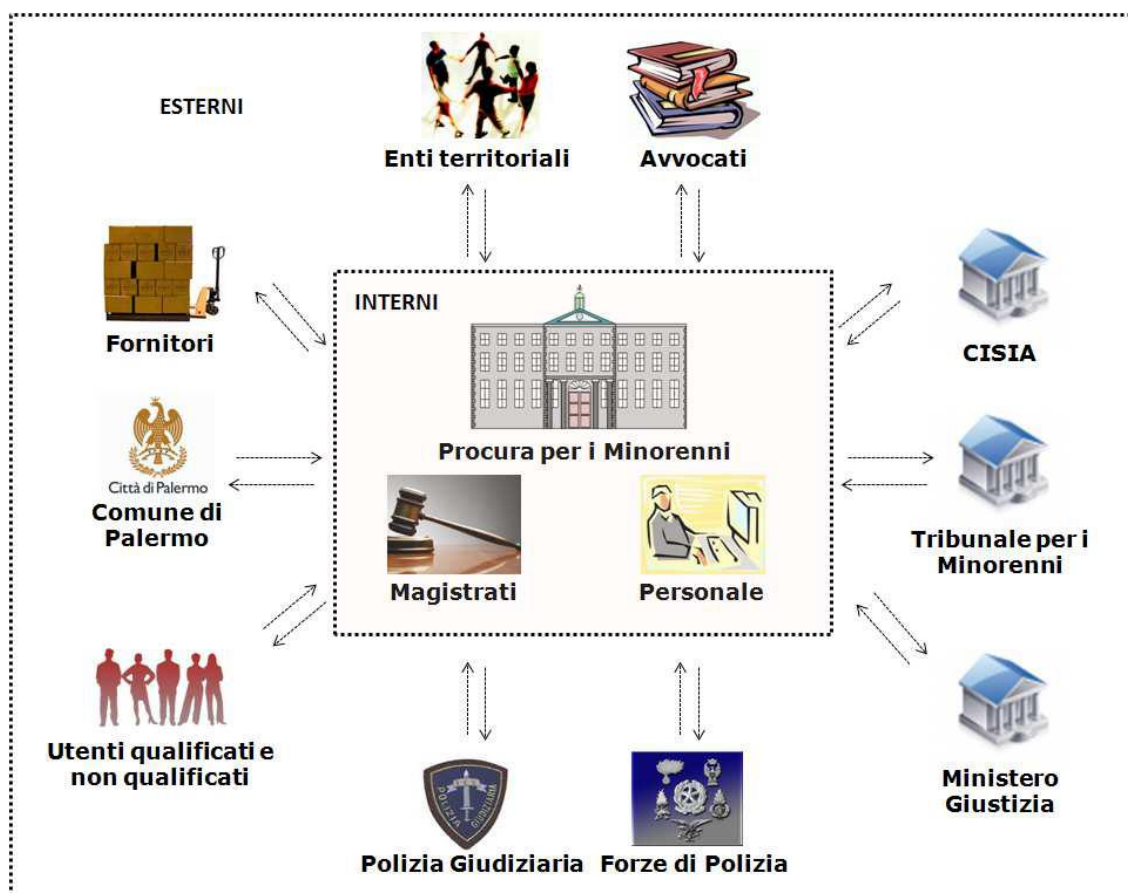 ESTERNI
Enti territoriali
Avvocati
Fornitori
INTERNI
CISIA
Procura per i Minorenni
Città di Palermo
Comune di
Palermo
Tribunale per i
Minorenni
Magistrati
Personale
Utenti qualificati e
non qualificati
POLIZIA
GIUDIZIARIA
Ministero
Giustizia
Polizia Giudiziaria
Forze di Polizia